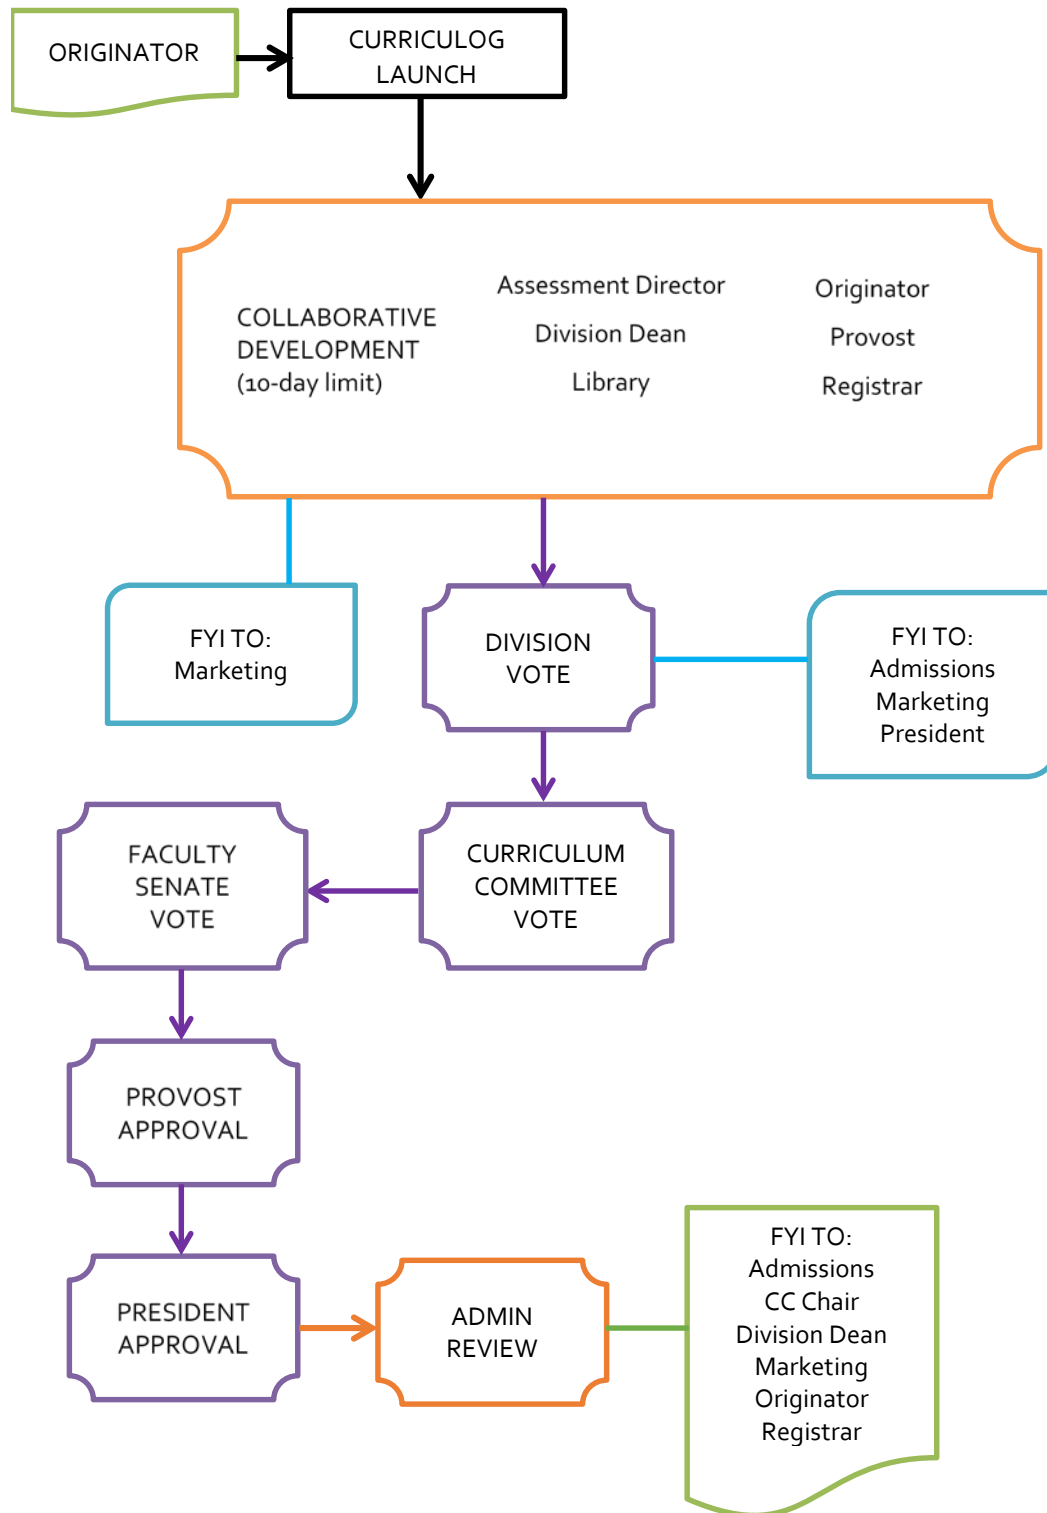 ORIGINATOR
CURRICULOG
LAUNCH
COLLABORATIVE
DEVELOPMENT
(10-day limit)
Assessment Director
Division Dean
Library
Originator
Provost
Registrar
FYI TO:
Marketing
DIVISION
VOTE
FYI TO:
Admissions
Marketing
President
FACULTY
SENATE
VOTE
CURRICULUM
COMMITTEE
VOTE
PROVOST
APPROVAL
PRESIDENT
APPROVAL
ADMIN
REVIEW
FYI TO:
Admissions
CC Chair
Division Dean
Marketing
Originator
Registrar